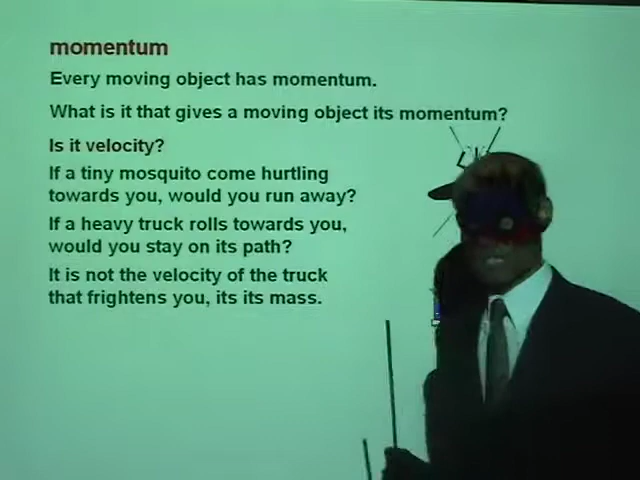 momentum
Every moving object has momentum.
What is it that gives a moving object its momentum?
Is it velocity?
If a tiny mosquito come hurtling
towards you, would you run away?
If a heavy truck rolls towards you,
would you stay on its path?
It is not the velocity of the truck
that frightens you, its its mass.